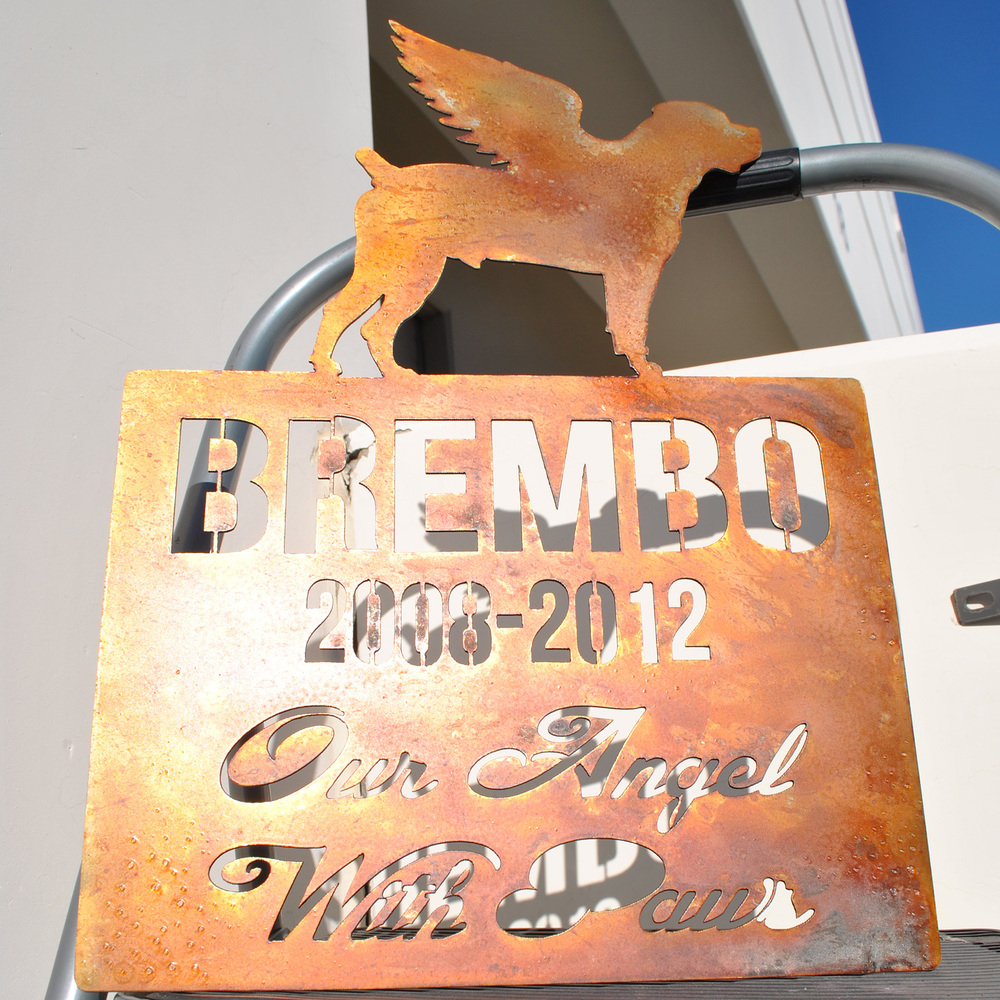 BREMBO
2008-2012
Our Angel
With Paws